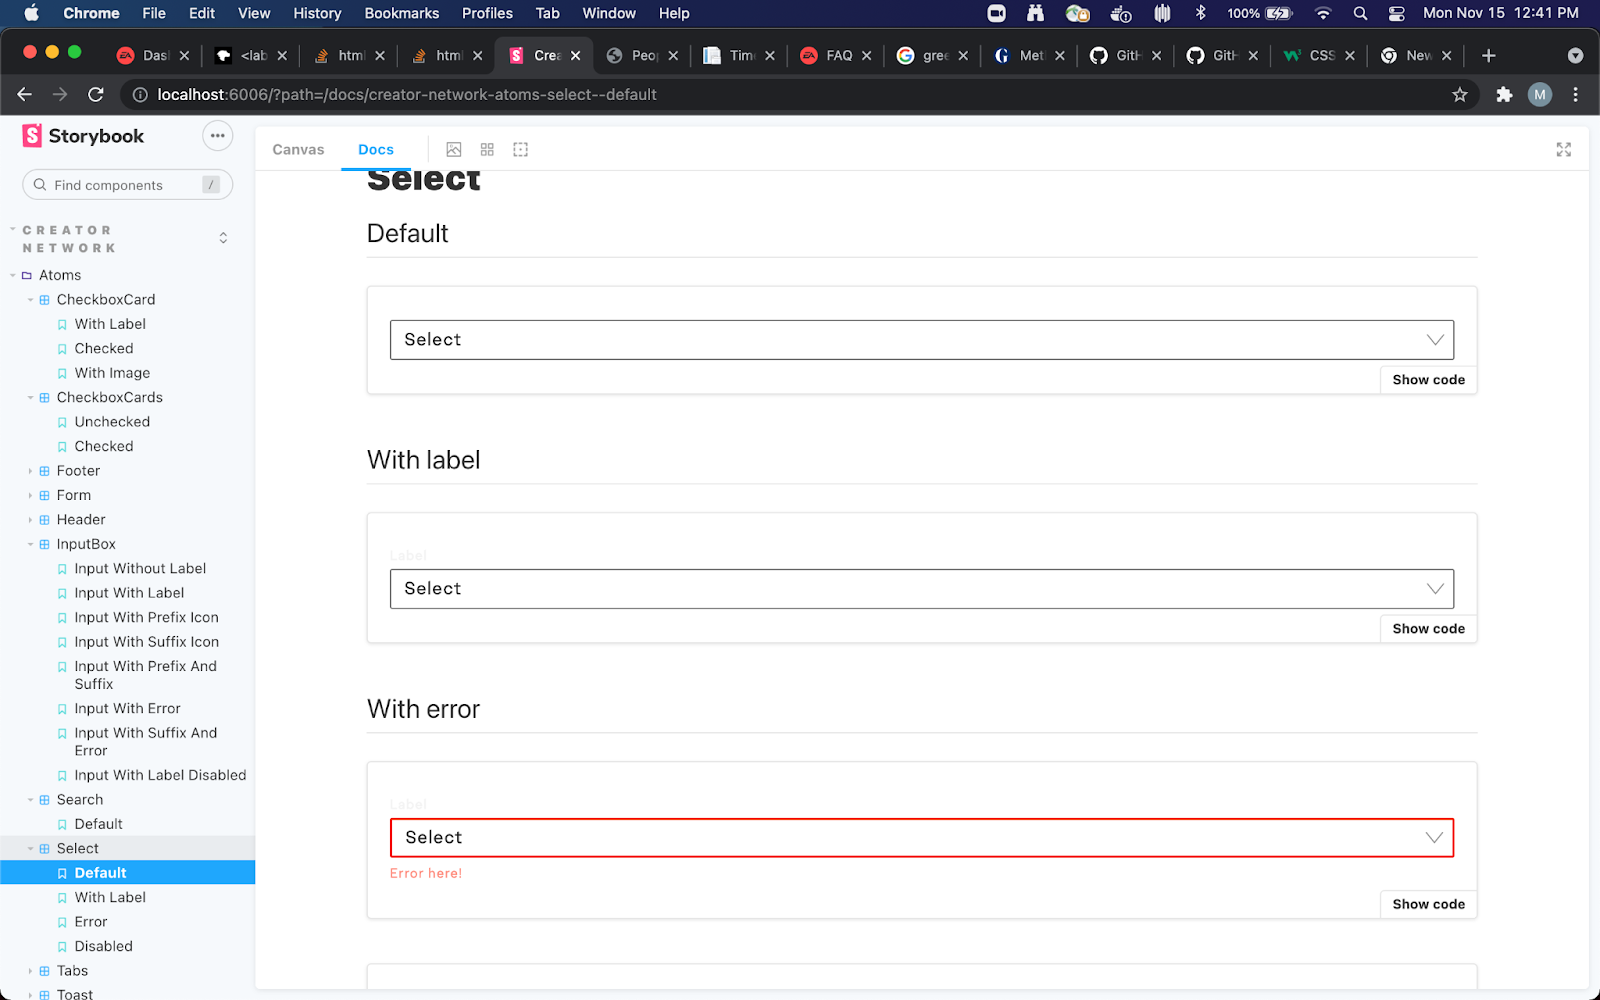 Chrome File Edit View History Bookmarks Profiles Tab Window Help 100% Mon Nov 15 12:41 PM
Das <lab html html Crea Peop Time FAQ gree Meti GitH GitH CSS New
localhost:6006/?path=/docs/creator-network-atoms-select--default M
Storybook
Find components /
CREATOR
NETWORK
Atoms
CheckboxCard
With Label
Checked
With Image
CheckboxCards
Unchecked
Checked
Footer
Form
Header
InputBox
Input Without Label
Input With Label
Input With Prefix Icon
Input With Suffix Icon
Input With Prefix And
Suffix
Input With Error
Input With Suffix And
Error
Input With Label Disabled
Search
Default
Select
Default
With Label
Error
Disabled
Tabs
Toast
Canvas Docs
Select
Default
Select
Show code
With label
Label
Select
Show code
With error
Label
Select
Error here!
Show code